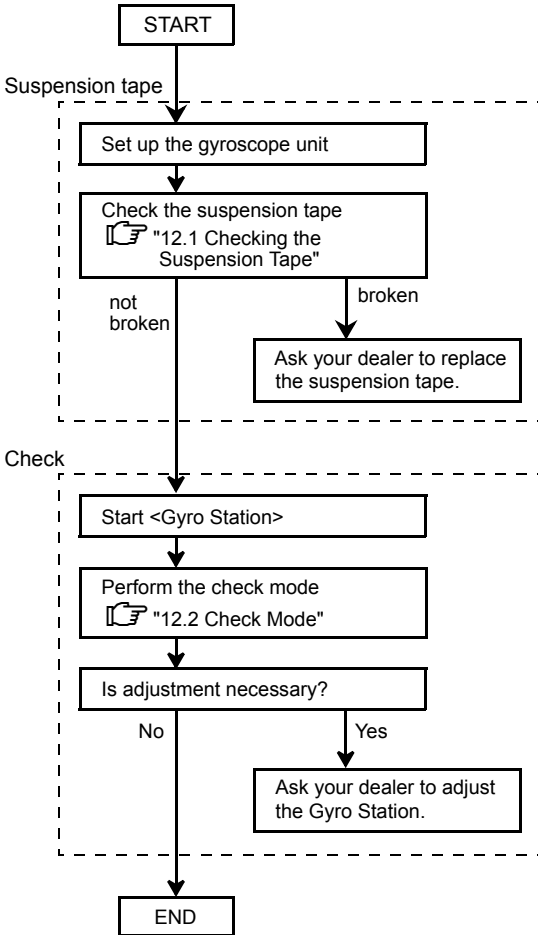 START
Suspension tape
Set up the gyroscope unit
Check the suspension tape
"12.1 Checking the
Suspension Tape"
not
broken
broken
Ask your dealer to replace
the suspension tape.
Check
Start <Gyro Station>
Perform the check mode
"12.2 Check Mode"
Is adjustment necessary?
No
Yes
Ask your dealer to adjust
the Gyro Station.
END